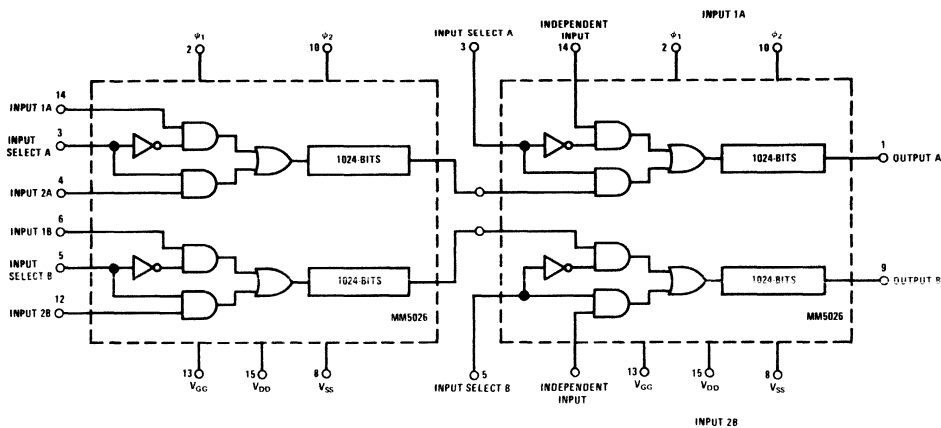 INPUT 1A
INPUT SELECT A
INDEPENDENT
INPUT
ϕ1
ϕ2
3
14
ϕ1
ϕ2
2
10
2
10
14
INPUT 1A
3
INPUT
SELECT A
1024-BITS
1024-BITS
1
OUTPUT A
4
INPUT 2A
6
INPUT 1B
5
INPUT
SELECT B
1024-BITS
1024-BITS
9
OUTPUT B
12
INPUT 2B
MM5026
MM5026
13
VGG
15
VDD
8
VSS
5
INPUT SELECT B
INDEPENDENT
INPUT
13
VGG
15
VDD
8
VSS
INPUT 2B